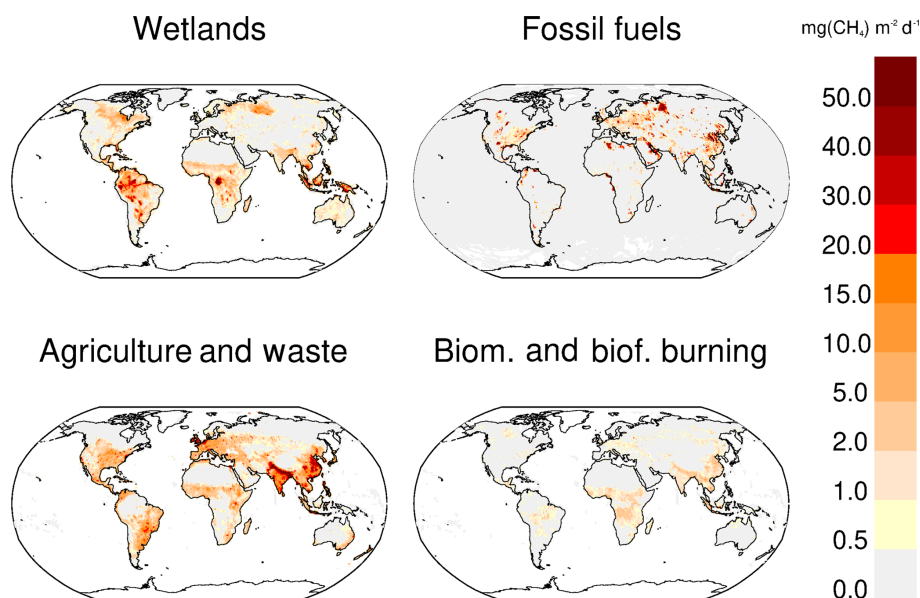 Wetlands
Fossil fuels
mg(CH₄) m⁻² d⁻¹
50.0
40.0
30.0
20.0
15.0
10.0
5.0
2.0
1.0
0.5
0.0
Agriculture and waste
Biom. and biof. burning